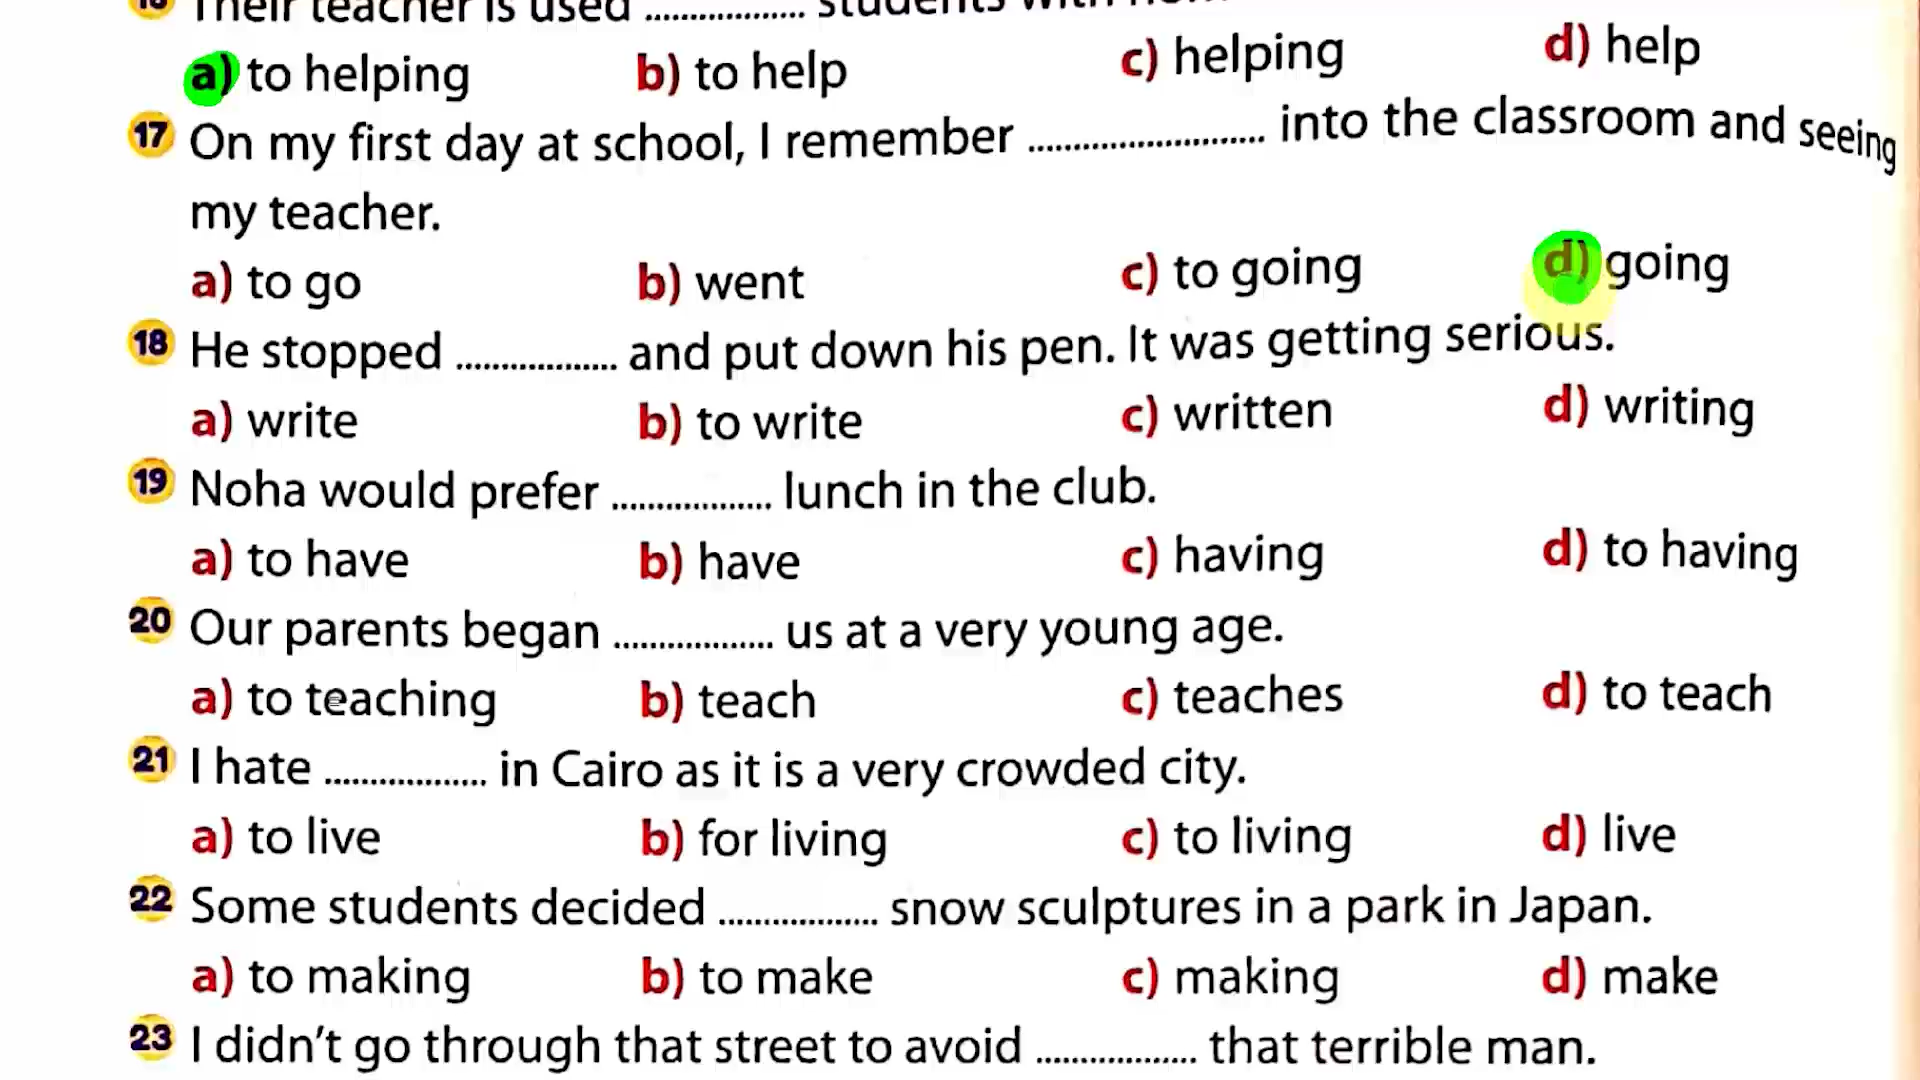 Their teacher is used .................. students with
a) to helping b) to help c) helping d) help
17 On my first day at school, I remember .......................... into the classroom and seeing
my teacher.
a) to go b) went c) to going d) going
18 He stopped .................. and put down his pen. It was getting serious.
a) write b) to write c) written d) writing
19 Noha would prefer .................. lunch in the club.
a) to have b) have c) having d) to having
20 Our parents began .................. us at a very young age.
a) to teaching b) teach c) teaches d) to teach
21 I hate .................. in Cairo as it is a very crowded city.
a) to live b) for living c) to living d) live
22 Some students decided .................. snow sculptures in a park in Japan.
a) to making b) to make c) making d) make
23 I didn't go through that street to avoid .................. that terrible man.